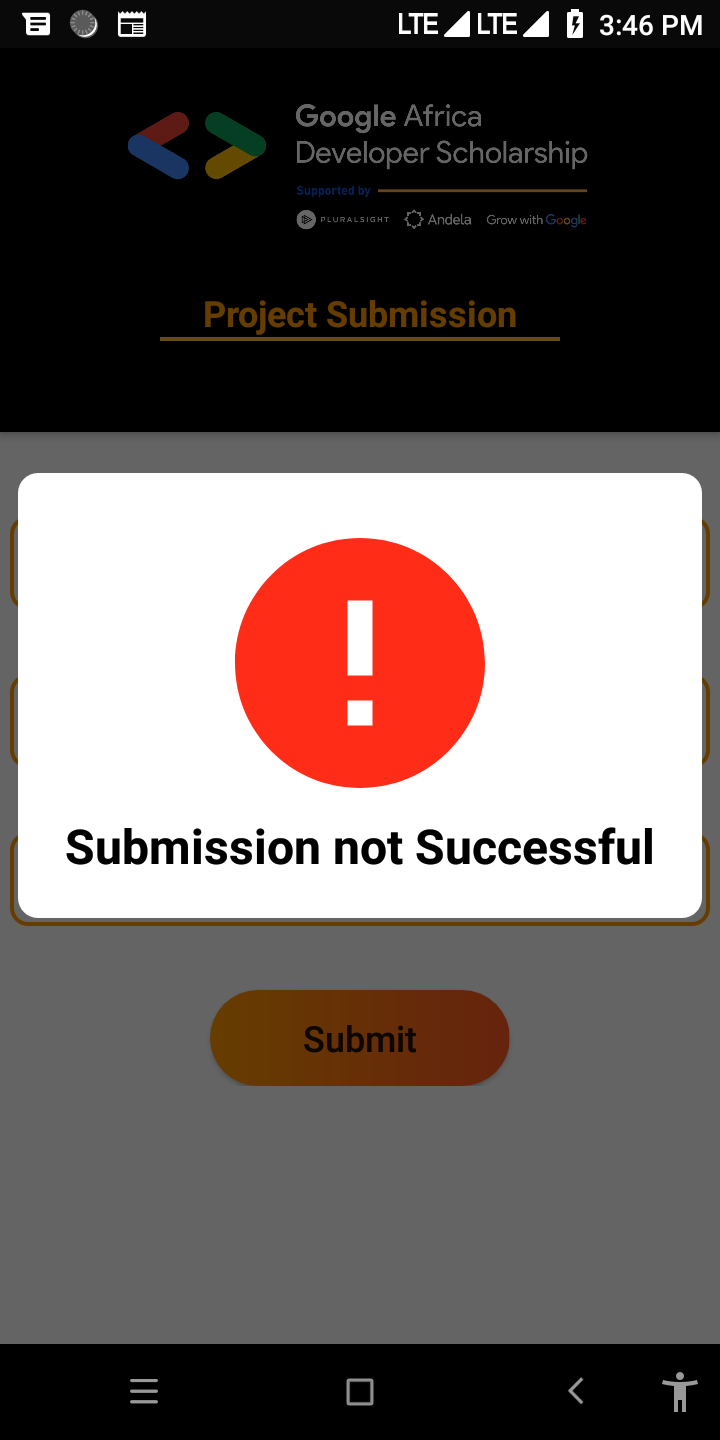 LTE LTE 3:46 PM
Google Africa
Developer Scholarship
Supported by
PLURALSIGHT Andela Grow with Google
Project Submission
!
Submission not Successful
Submit